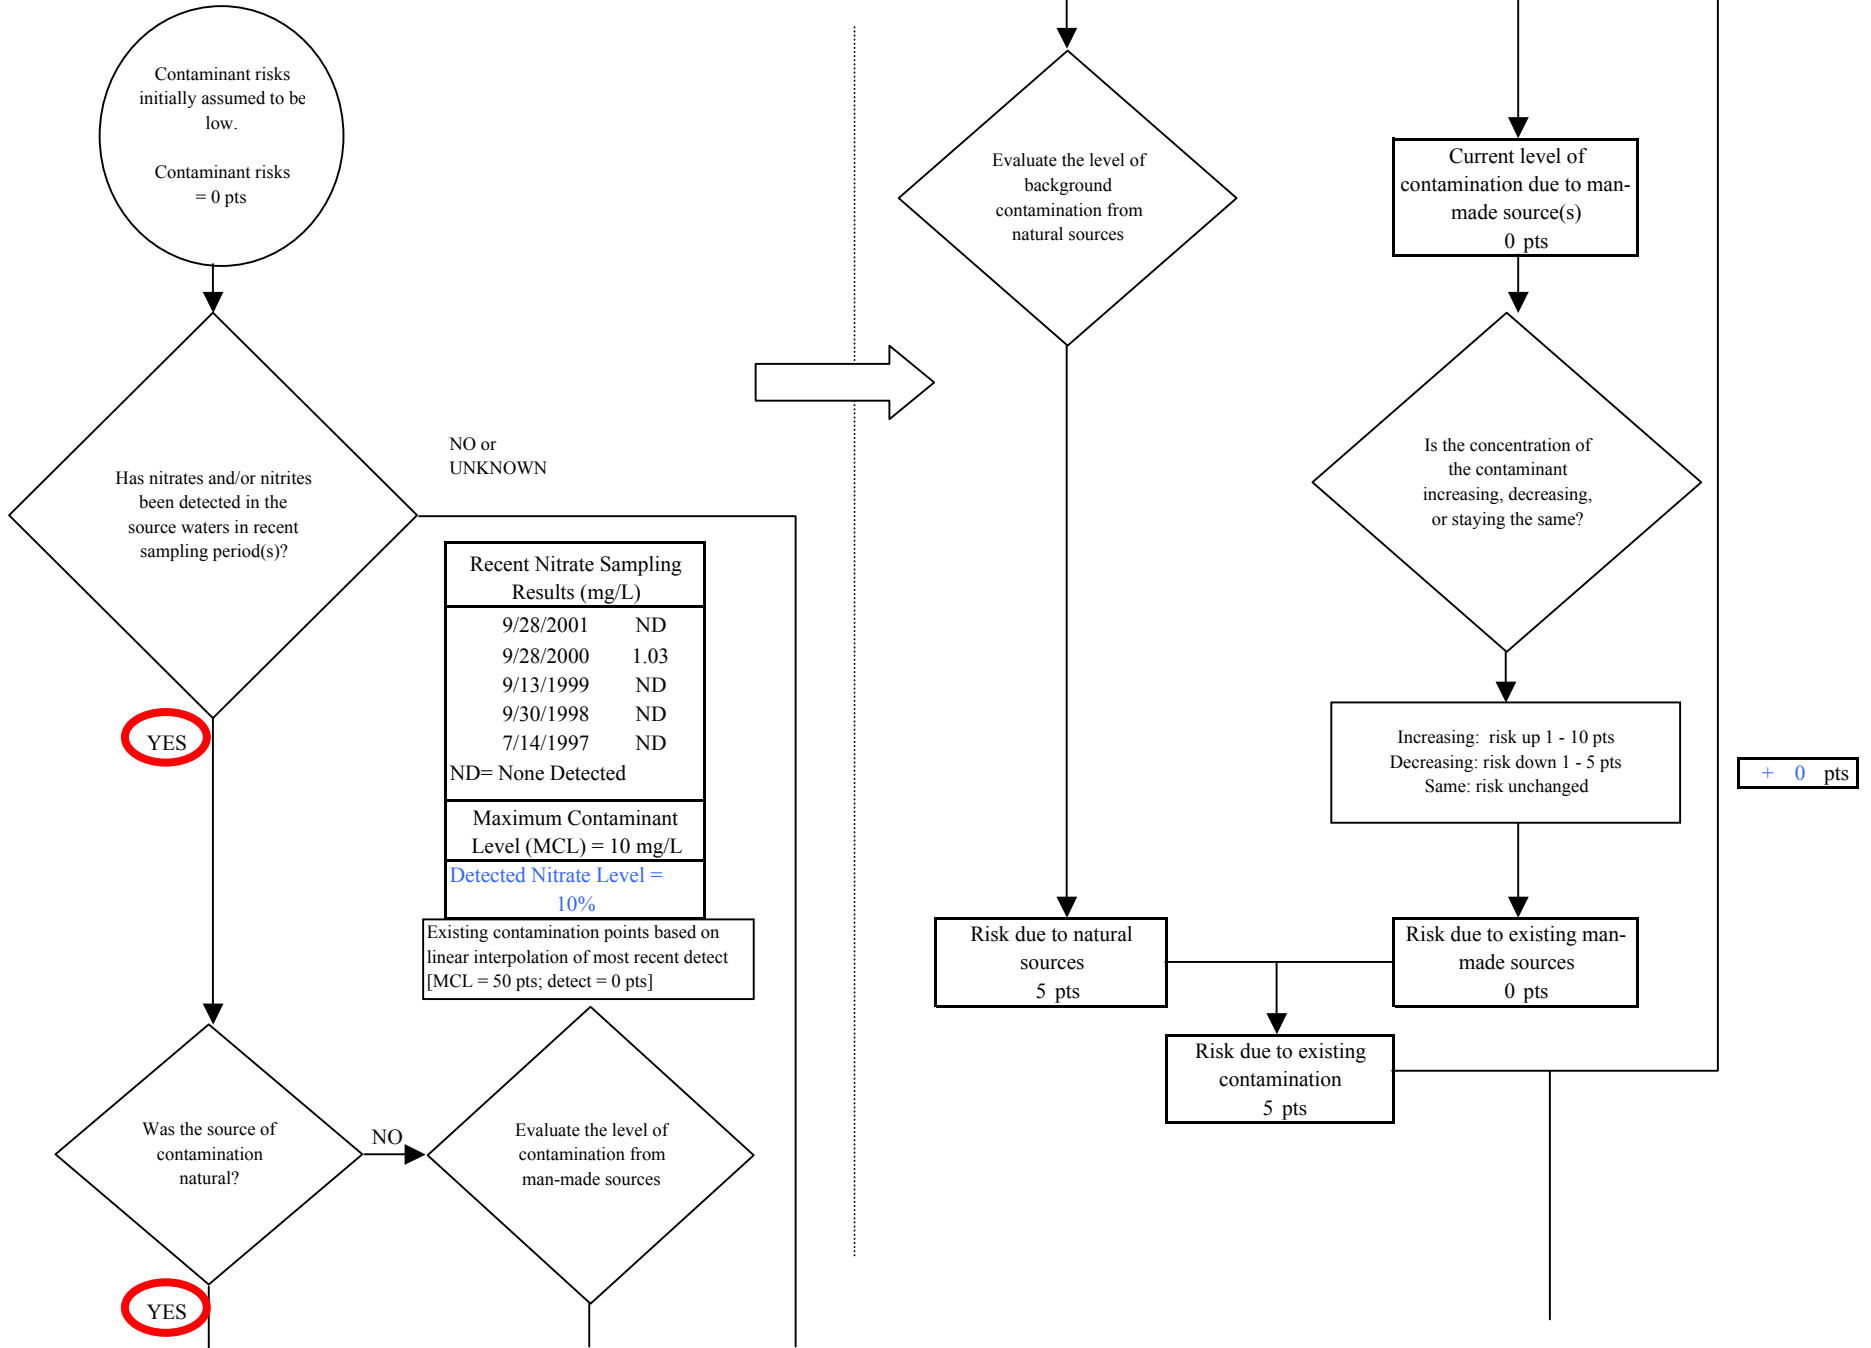 Contaminant risks
initially assumed to be
low.
Contaminant risks
= 0 pts
Has nitrates and/or nitrites
been detected in the
source waters in recent
sampling period(s)?
NO or
UNKNOWN
YES
Recent Nitrate Sampling
Results (mg/L)
9/28/2001 ND
9/28/2000 1.03
9/13/1999 ND
9/30/1998 ND
7/14/1997 ND
ND= None Detected
Maximum Contaminant
Level (MCL) = 10 mg/L
Detected Nitrate Level =
10%
Existing contamination points based on
linear interpolation of most recent detect
[MCL = 50 pts; detect = 0 pts]
Was the source of
contamination
natural?
NO
Evaluate the level of
contamination from
man-made sources
YES
Evaluate the level of
background
contamination from
natural sources
Current level of
contamination due to man-
made source(s)
0 pts
Is the concentration of
the contaminant
increasing, decreasing,
or staying the same?
Increasing: risk up 1 - 10 pts
Decreasing: risk down 1 - 5 pts
Same: risk unchanged
+ 0 pts
Risk due to natural
sources
5 pts
Risk due to existing man-
made sources
0 pts
Risk due to existing
contamination
5 pts